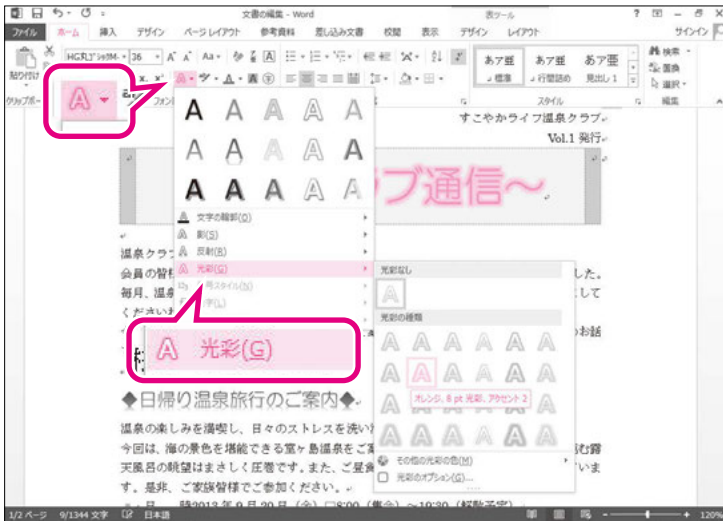 文書の編集 - Word
表ツール
ファイル ホーム 挿入 デザイン ページ レイアウト 参考資料 差し込み文書 校閲 表示 デザイン レイアウト サインイン
36
貼り付け
あア亜 あア亜 あア亜
標準 行間詰め 見出し 1
検索
置換
選択
スタイル
編集
すこやかライフ温泉クラブ
Vol.1 発行
ブ通信～
文字の輪郭(O)
影(S)
反射(R)
光彩(G)
光彩なし
光彩の種類
オレンジ、8 pt 光彩、アクセント 2
その他の光彩の色(M)
光彩のオプション(G)...
光彩(G)
温泉クラブ
会員の皆様
した。
毎月、温泉
して
お話
◆日帰り温泉旅行のご案内◆
温泉の楽しみを満喫し、日々のストレスを洗い
今回は、海の景色を堪能できる堂ヶ島温泉をご案
む露
天風呂の眺望はまさしく圧巻です。また、ご昼食
いま
す。是非、ご家族皆様でご参加ください。
1/2 ページ 9/1344 文字 日本語 120%